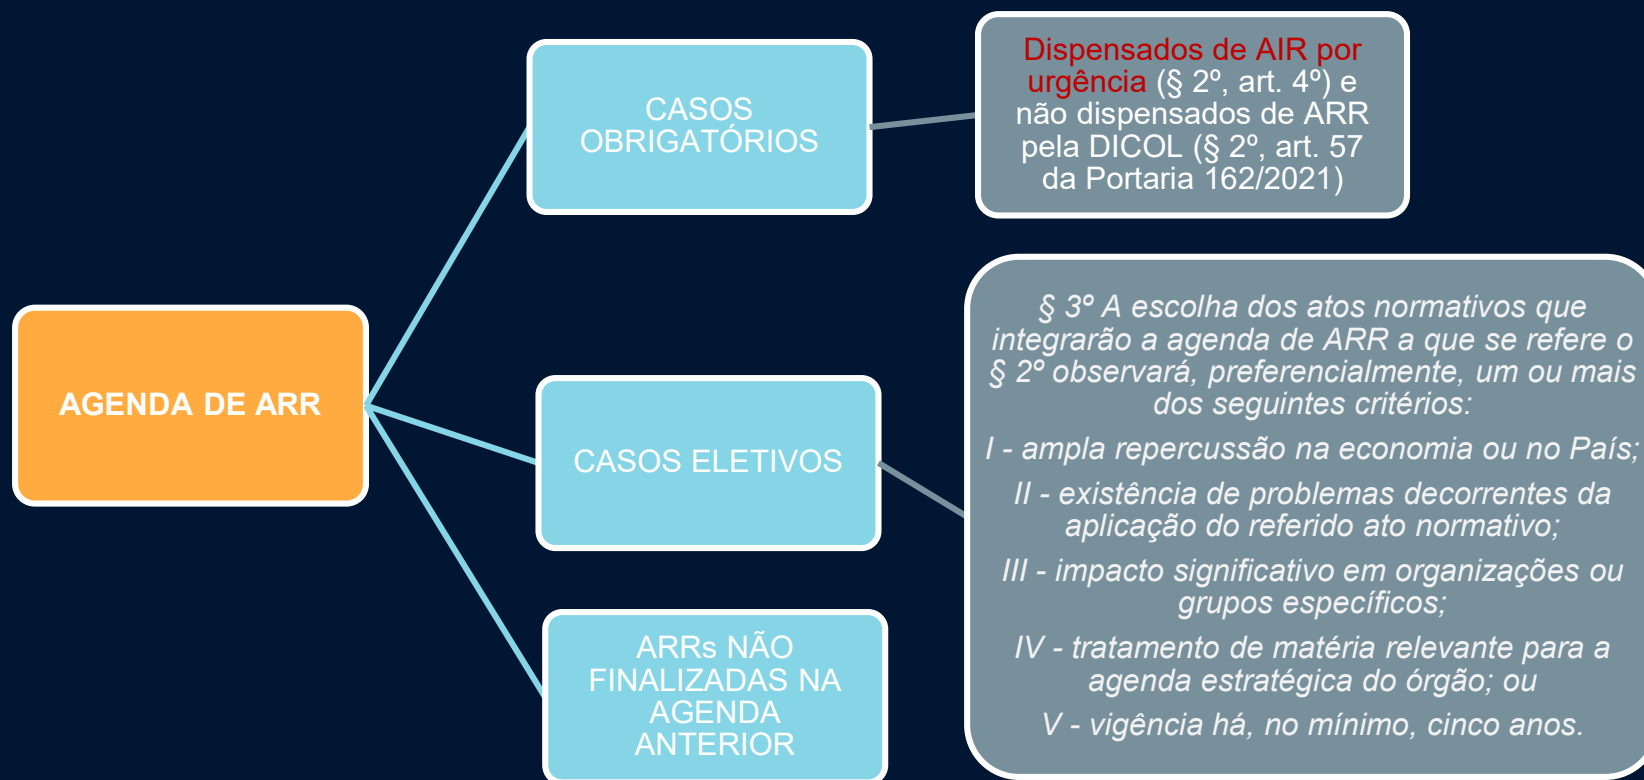 AGENDA DE ARR
CASOS
OBRIGATÓRIOS
Dispensados de AIR por
urgência (§ 2º, art. 4º) e
não dispensados de ARR
pela DICOL (§ 2º, art. 57
da Portaria 162/2021)
CASOS ELETIVOS
§ 3º A escolha dos atos normativos que
integrarão a agenda de ARR a que se refere o
§ 2º observará, preferencialmente, um ou mais
dos seguintes critérios:
I - ampla repercussão na economia ou no País;
II - existência de problemas decorrentes da
aplicação do referido ato normativo;
III - impacto significativo em organizações ou
grupos específicos;
IV - tratamento de matéria relevante para a
agenda estratégica do órgão; ou
V - vigência há, no mínimo, cinco anos.
ARRs NÃO
FINALIZADAS NA
AGENDA
ANTERIOR